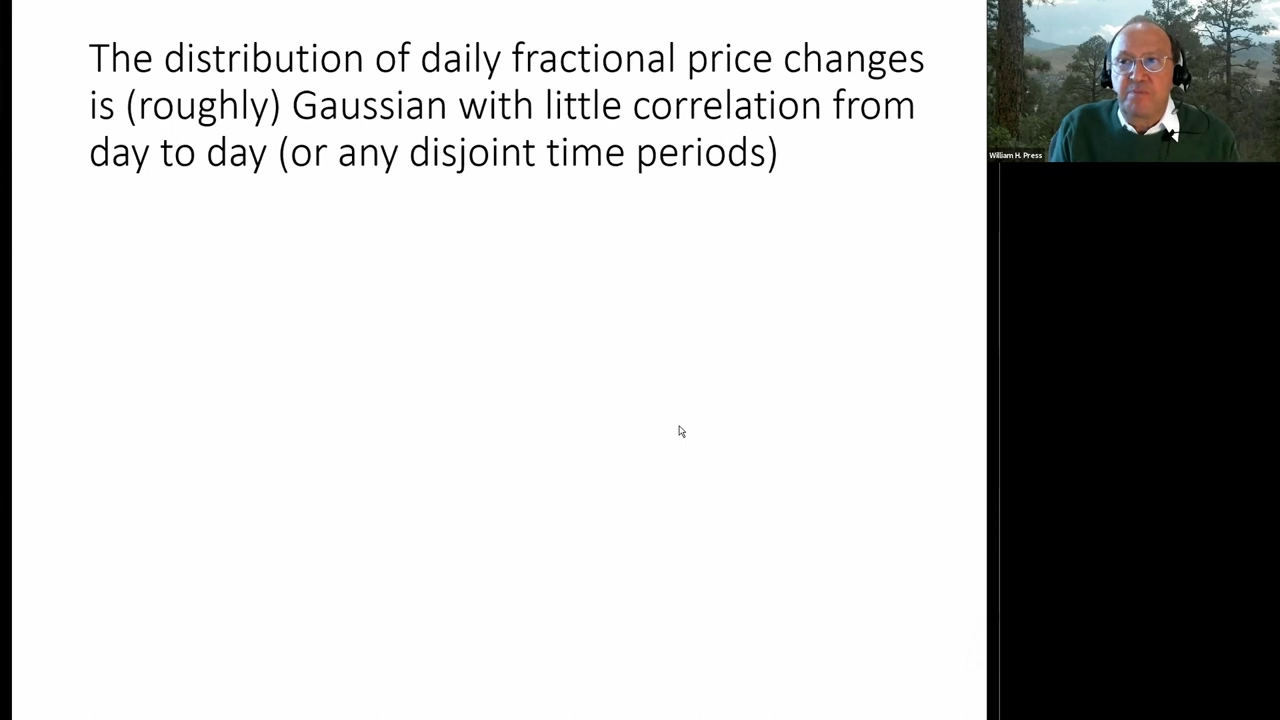 The distribution of daily fractional price changes
is (roughly) Gaussian with little correlation from
day to day (or any disjoint time periods)
William H. Press